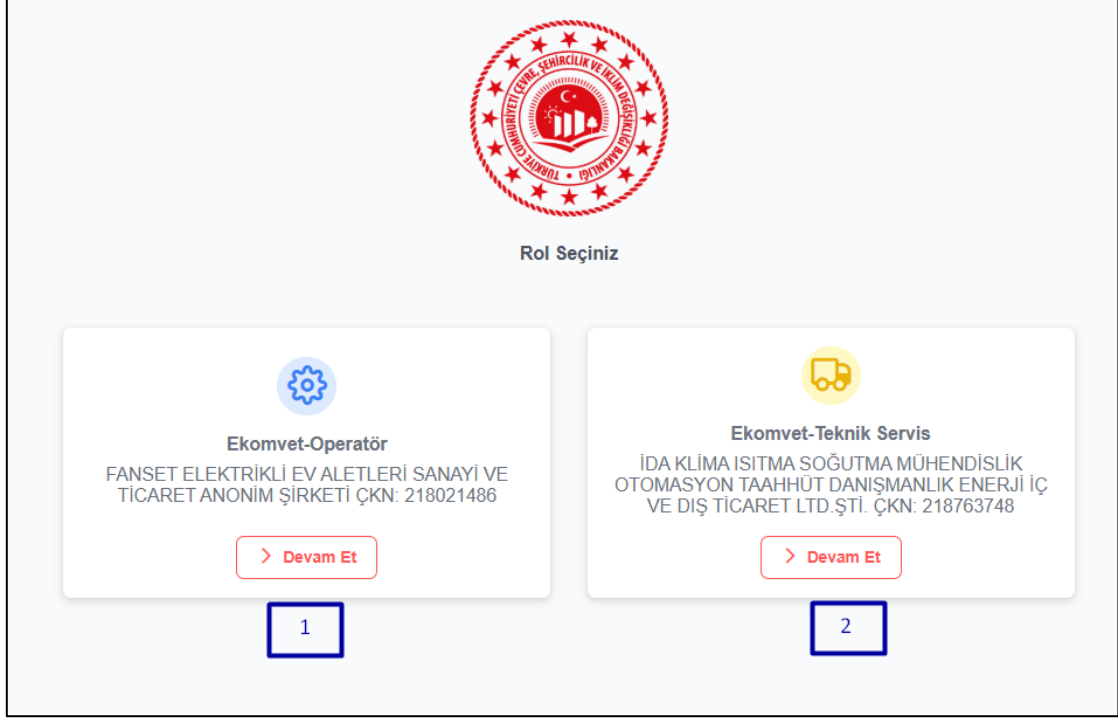 TÜRKİYE CUMHURİYETİ ÇEVRE, ŞEHİRCİLİK VE İKLİM DEĞİŞİKLİĞİ BAKANLIĞI
Rol Seçiniz
Ekomvet-Operatör
FANSET ELEKTRİKLİ EV ALETLERİ SANAYİ VE
TİCARET ANONİM ŞİRKETİ ÇKN: 218021486
> Devam Et
1
Ekomvet-Teknik Servis
İDA KLİMA ISITMA SOĞUTMA MÜHENDİSLİK
OTOMASYON TAAHHÜT DANIŞMANLIK ENERJİ İÇ
VE DIŞ TİCARET LTD.ŞTİ. ÇKN: 218763748
> Devam Et
2